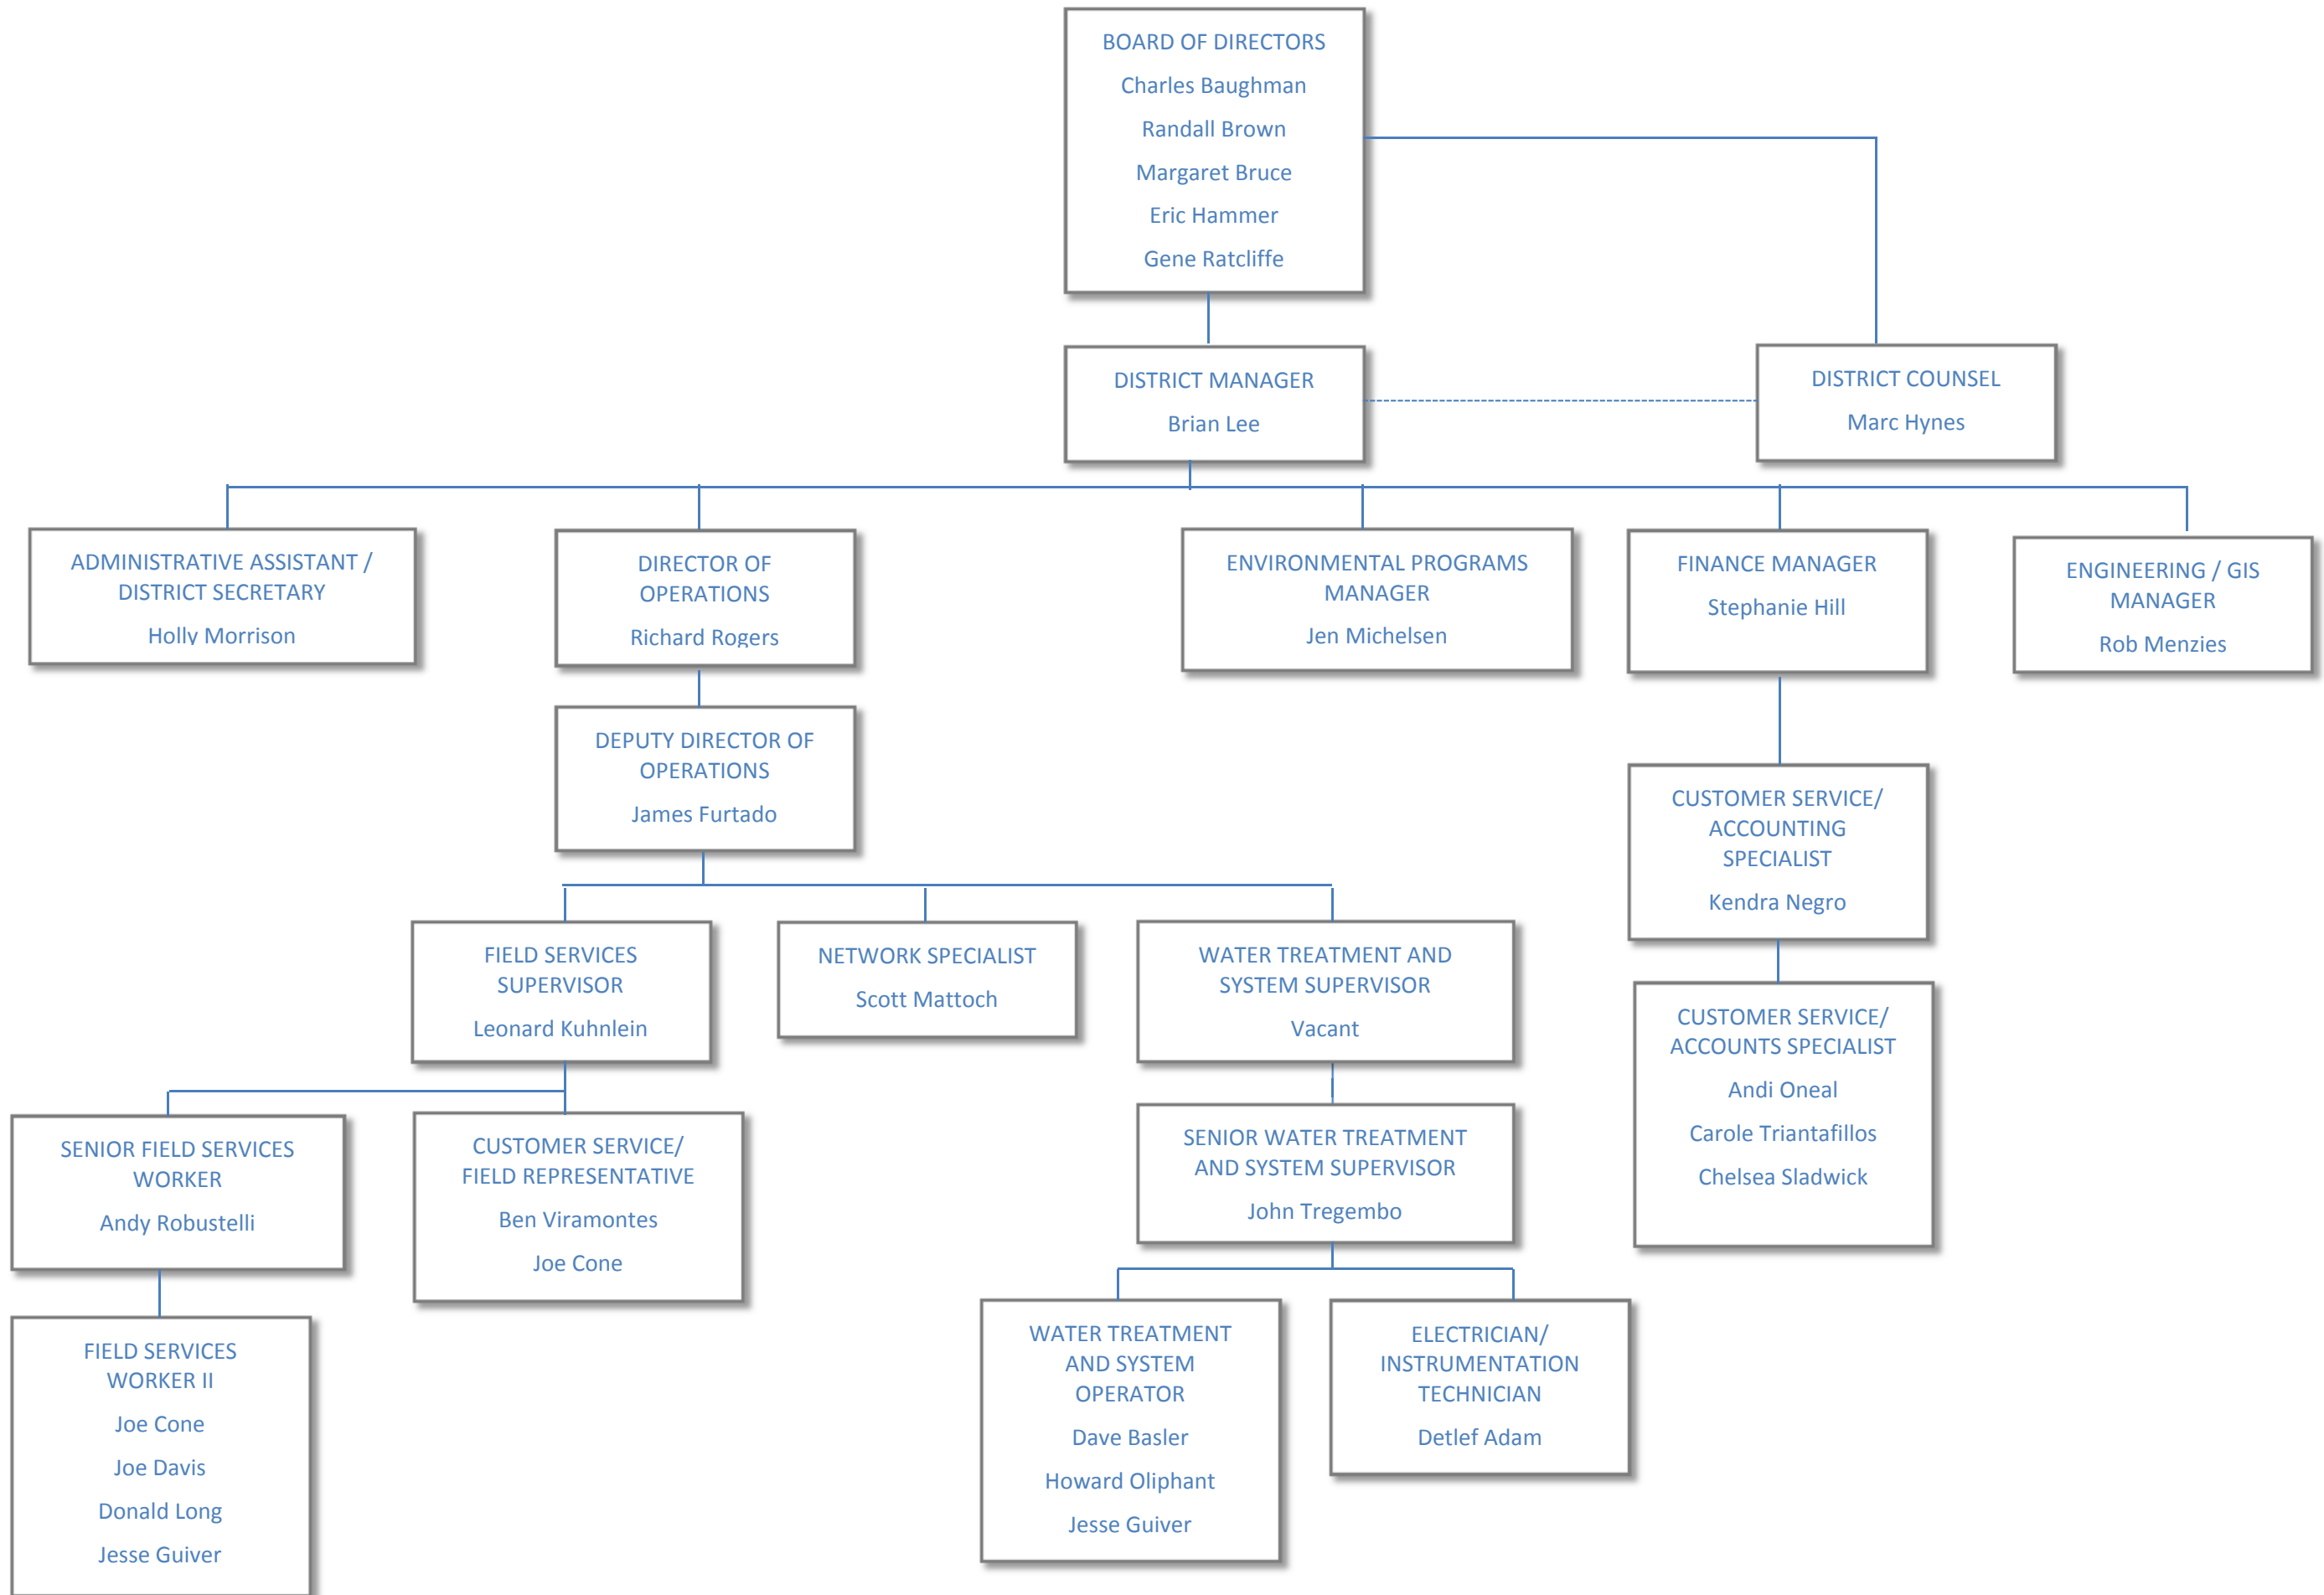 BOARD OF DIRECTORS
Charles Baughman
Randall Brown
Margaret Bruce
Eric Hammer
Gene Ratcliffe
DISTRICT MANAGER
Brian Lee
DISTRICT COUNSEL
Marc Hynes
ADMINISTRATIVE ASSISTANT /
DISTRICT SECRETARY
Holly Morrison
DIRECTOR OF
OPERATIONS
Richard Rogers
ENVIRONMENTAL PROGRAMS
MANAGER
Jen Michelsen
FINANCE MANAGER
Stephanie Hill
ENGINEERING / GIS
MANAGER
Rob Menzies
DEPUTY DIRECTOR OF
OPERATIONS
James Furtado
CUSTOMER SERVICE/
ACCOUNTING
SPECIALIST
Kendra Negro
FIELD SERVICES
SUPERVISOR
Leonard Kuhnlein
NETWORK SPECIALIST
Scott Mattoch
WATER TREATMENT AND
SYSTEM SUPERVISOR
Vacant
CUSTOMER SERVICE/
ACCOUNTS SPECIALIST
Andi Oneal
Carole Triantafillos
Chelsea Sladwick
SENIOR FIELD SERVICES
WORKER
Andy Robustelli
CUSTOMER SERVICE/
FIELD REPRESENTATIVE
Ben Viramontes
Joe Cone
SENIOR WATER TREATMENT
AND SYSTEM SUPERVISOR
John Tregembo
FIELD SERVICES
WORKER II
Joe Cone
Joe Davis
Donald Long
Jesse Guiver
WATER TREATMENT
AND SYSTEM
OPERATOR
Dave Basler
Howard Oliphant
Jesse Guiver
ELECTRICIAN/
INSTRUMENTATION
TECHNICIAN
Detlef Adam